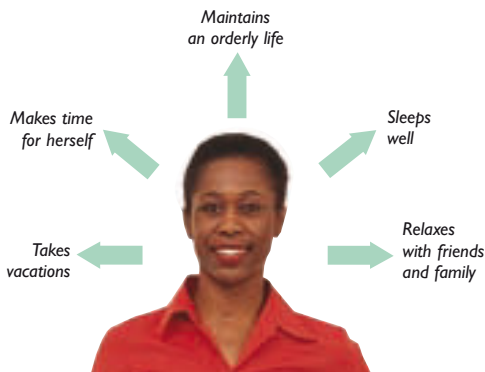 Maintains
an orderly life
Makes time
for herself
Sleeps
well
Takes
vacations
Relaxes
with friends
and family